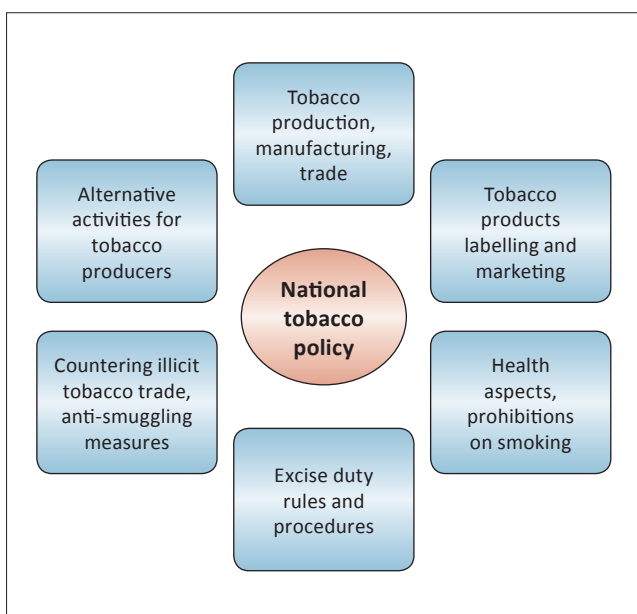 Tobacco
production,
manufacturing,
trade
Alternative
activities for
tobacco
producers
Tobacco
products
labelling and
marketing
National
tobacco
policy
Countering illicit
tobacco trade,
anti-smuggling
measures
Health
aspects,
prohibitions
on smoking
Excise duty
rules and
procedures